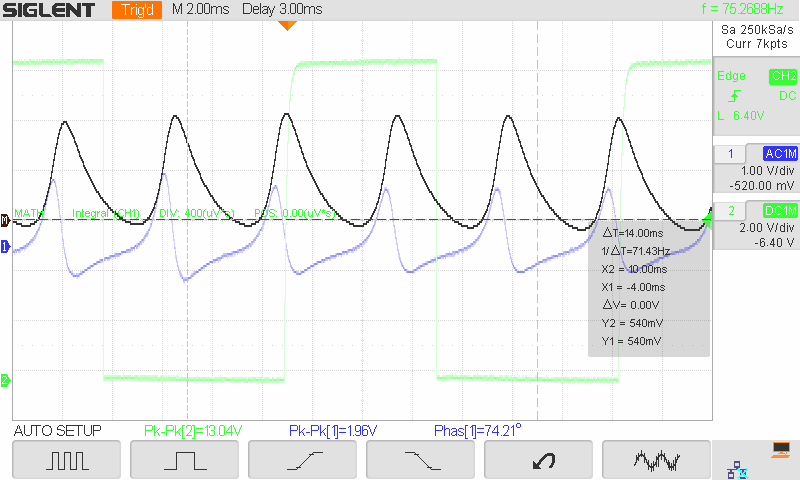 SIGLENT Trig'd M 2.00ms Delay 3.00ms f = 75.2688Hz
Sa 250kSa/s
Curr 7kpts
Edge CH2
DC
L 6.40V
1 AC1M
1.00 V/div
-520.00 mV
2 DC1M
2.00 V/div
-6.40 V
M
MATH Integral (CH1) DIV: 400(uV*s) POS: 0.00(uV*s)
1
△T=14.00ms
1/△T=71.43Hz
X2 = 10.00ms
X1 = -4.00ms
△V= 0.00V
Y2 = 540mV
Y1 = 540mV
2
AUTO SETUP Pk-Pk[2]=13.04V Pk-Pk[1]=1.96V Phas[1]=74.21°